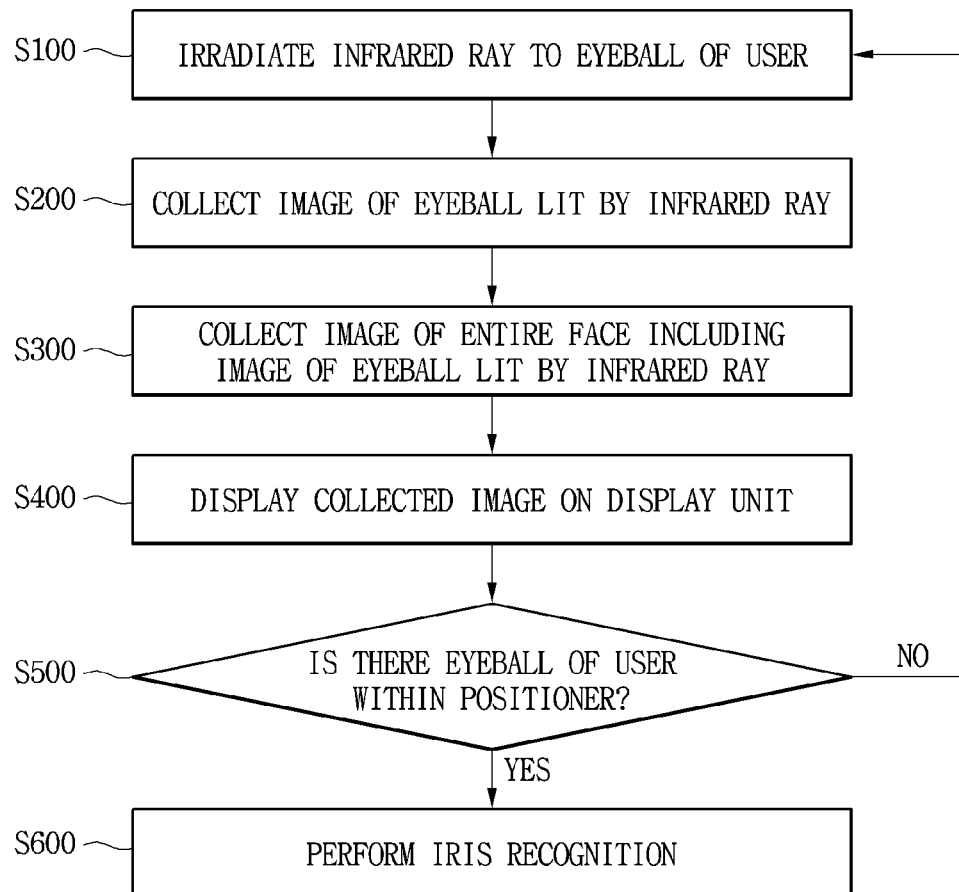 S100
IRRADIATE INFRARED RAY TO EYEBALL OF USER
S200
COLLECT IMAGE OF EYEBALL LIT BY INFRARED RAY
S300
COLLECT IMAGE OF ENTIRE FACE INCLUDING
IMAGE OF EYEBALL LIT BY INFRARED RAY
S400
DISPLAY COLLECTED IMAGE ON DISPLAY UNIT
S500
IS THERE EYEBALL OF USER
WITHIN POSITIONER?
NO
YES
S600
PERFORM IRIS RECOGNITION